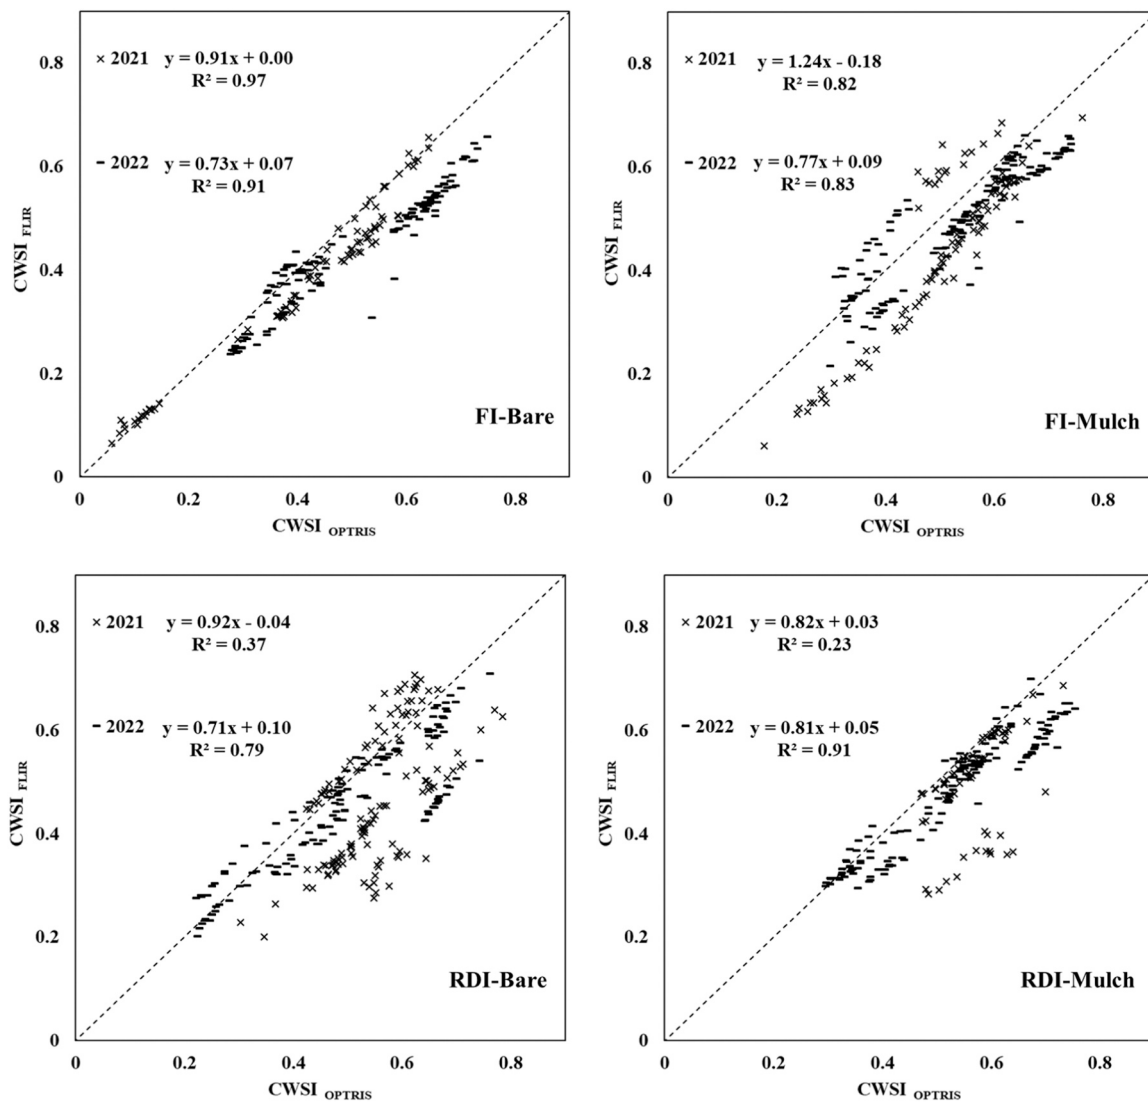 0.8
0.6
0.4
0.2
0
CWSI FLIR
× 2021 y = 0.91x + 0.00
R² = 0.97
- 2022 y = 0.73x + 0.07
R² = 0.91
FI-Bare
0 0.2 0.4 0.6 0.8
CWSI OPTRIS
0.8
0.6
0.4
0.2
0
CWSI FLIR
× 2021 y = 1.24x - 0.18
R² = 0.82
- 2022 y = 0.77x + 0.09
R² = 0.83
FI-Mulch
0 0.2 0.4 0.6 0.8
CWSI OPTRIS
0.8
0.6
0.4
0.2
0
CWSI FLIR
× 2021 y = 0.92x - 0.04
R² = 0.37
- 2022 y = 0.71x + 0.10
R² = 0.79
RDI-Bare
0 0.2 0.4 0.6 0.8
CWSI OPTRIS
0.8
0.6
0.4
0.2
0
CWSI FLIR
× 2021 y = 0.82x + 0.03
R² = 0.23
- 2022 y = 0.81x + 0.05
R² = 0.91
RDI-Mulch
0 0.2 0.4 0.6 0.8
CWSI OPTRIS